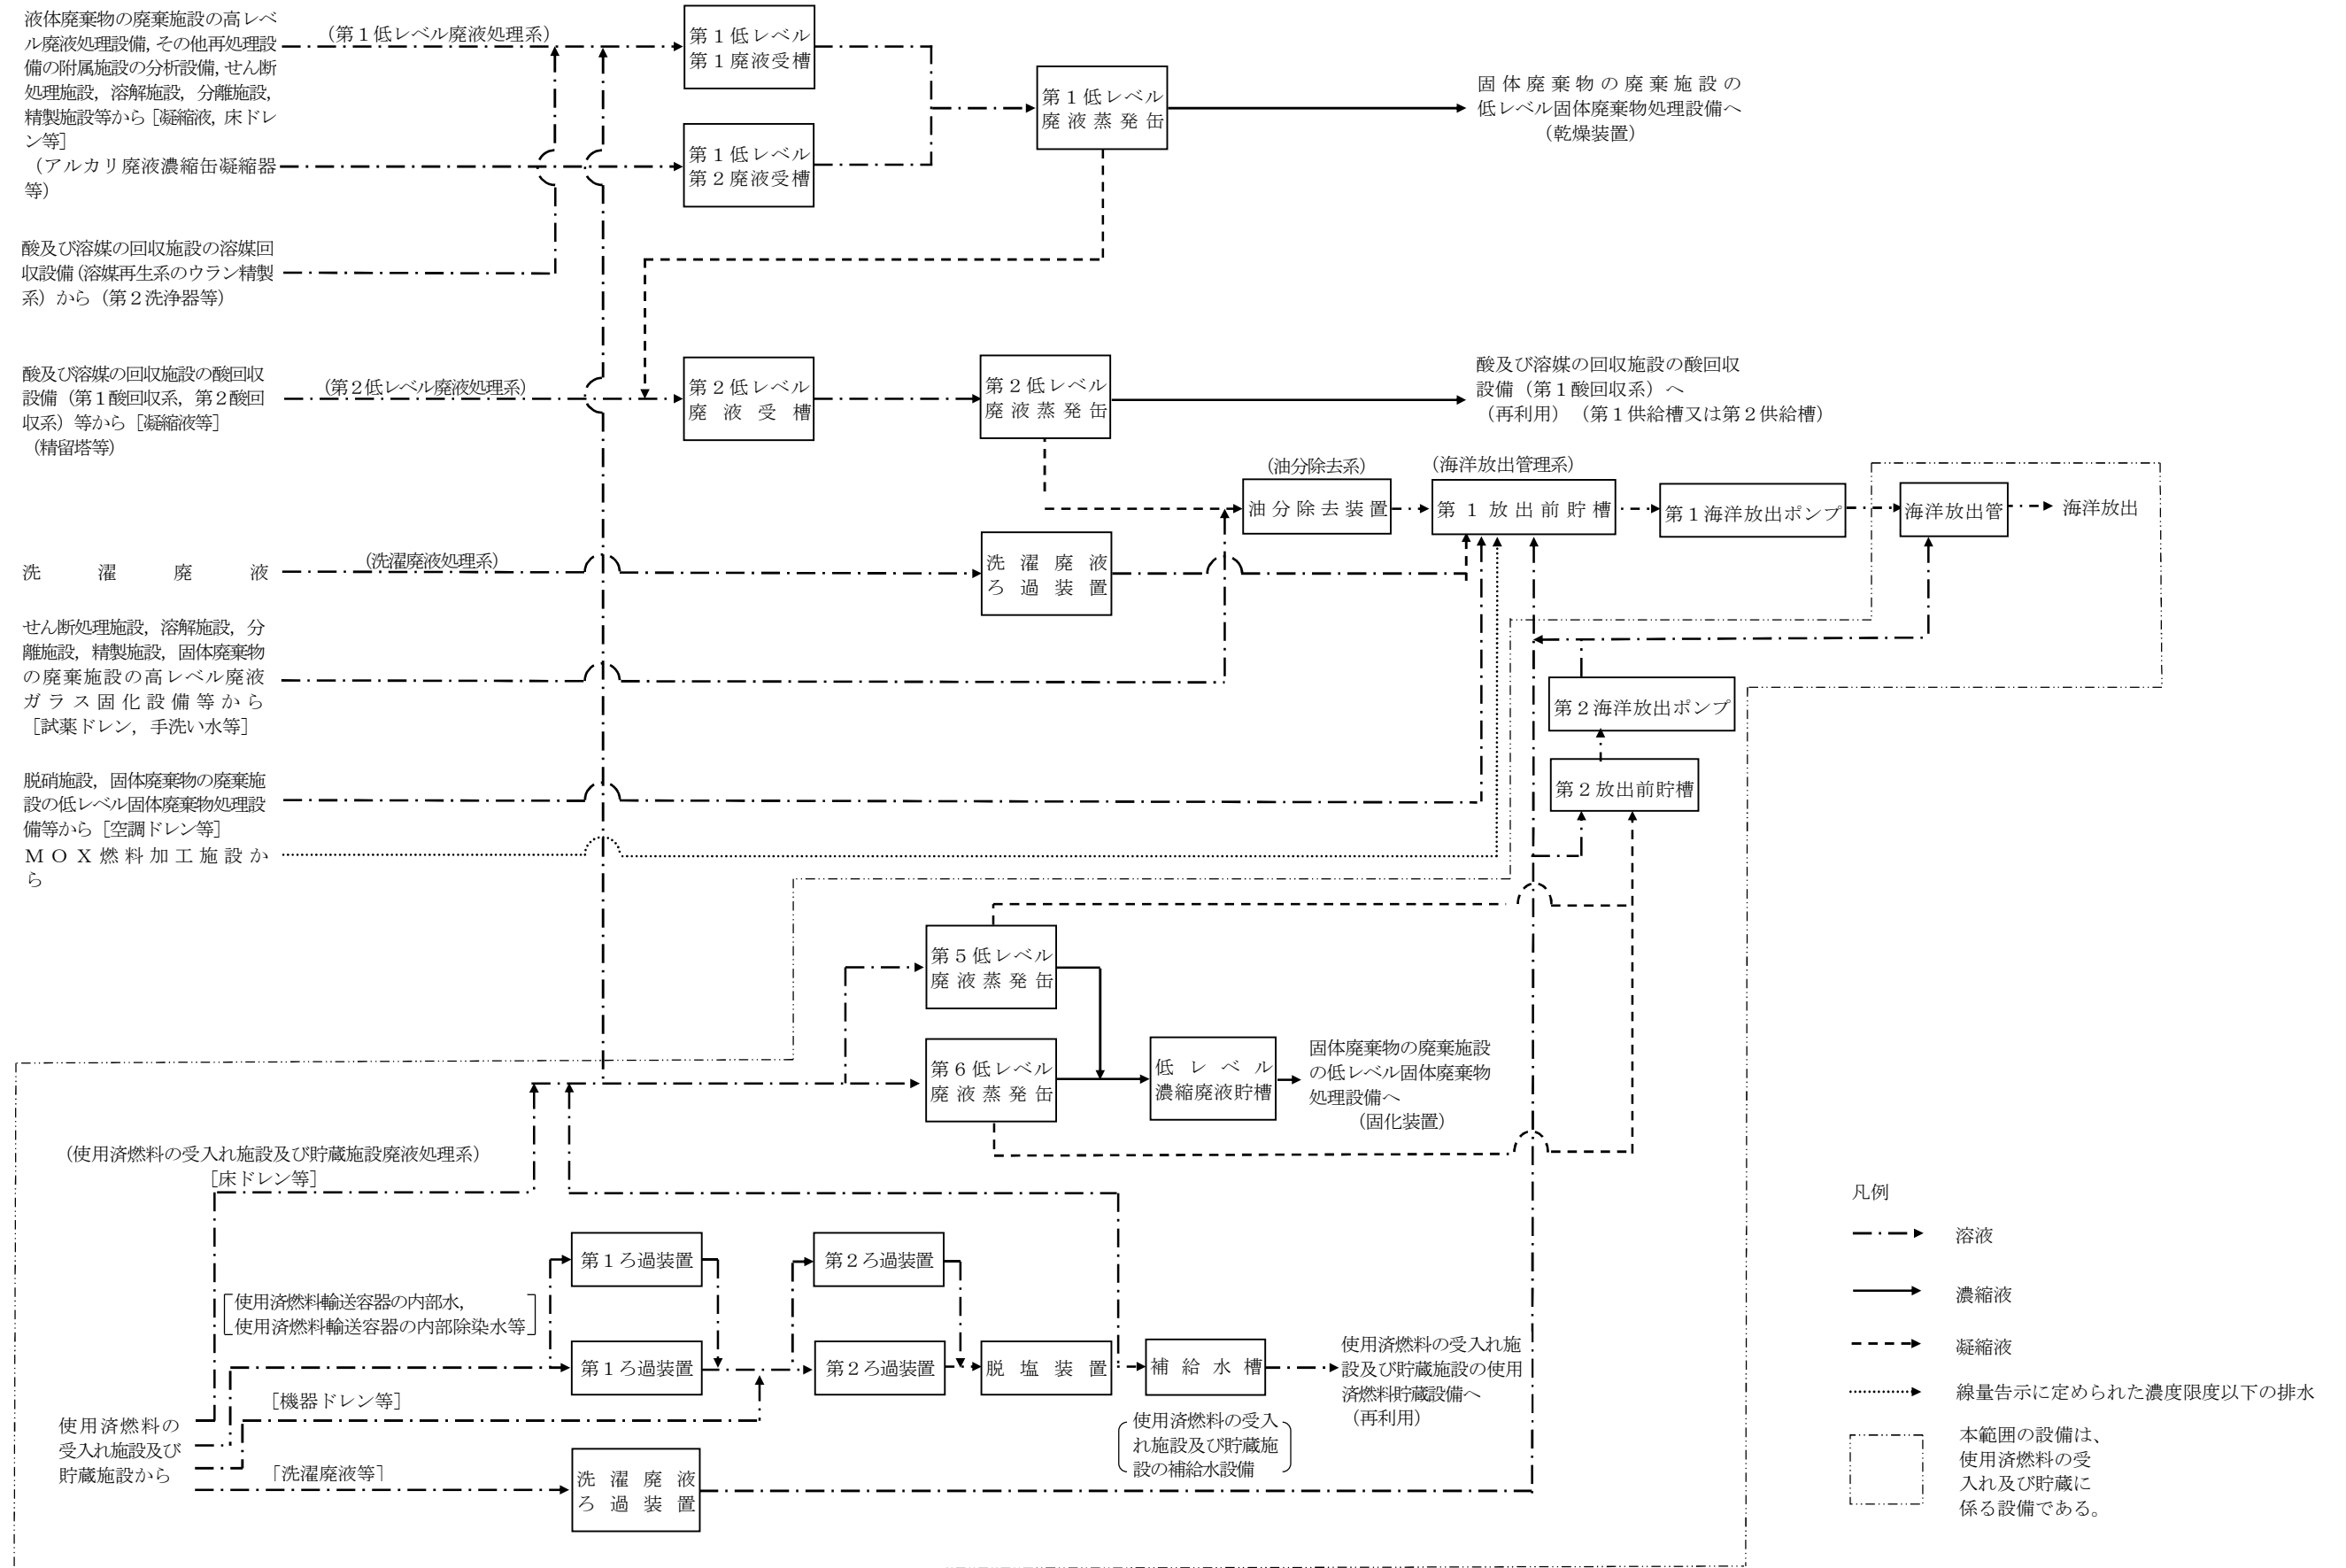 液体廃棄物の廃棄施設の高レベ
ル廃液処理設備，その他再処理設
備の附属施設の分析設備，せん断
処理施設，溶解施設，分離施設，
精製施設等から［凝縮液，床ドレ
ン等］
（アルカリ廃液濃縮缶凝縮器
等）
（第１低レベル廃液処理系）
第１低レベル
第１廃液受槽
第１低レベル
第２廃液受槽
第１低レベル
廃液蒸発缶
固体廃棄物の廃棄施設の
低レベル固体廃棄物処理設備へ
（乾燥装置）
酸及び溶媒の回収施設の溶媒回
収設備（溶媒再生系のウラン精製
系）から（第２洗浄器等）
酸及び溶媒の回収施設の酸回収
設備（第１酸回収系，第２酸回
収系）等から［凝縮液等］
（精留塔等）
（第２低レベル廃液処理系）
第２低レベル
廃液受槽
第２低レベル
廃液蒸発缶
酸及び溶媒の回収施設の酸回収
設備（第１酸回収系）へ
（再利用）（第１供給槽又は第２供給槽）
（油分除去系）
油分除去装置
（海洋放出管理系）
第１放出前貯槽
第１海洋放出ポンプ
海洋放出管
海洋放出
洗濯廃液
（洗濯廃液処理系）
洗濯廃液
ろ過装置
せん断処理施設，溶解施設，分
離施設，精製施設，固体廃棄物
の廃棄施設の高レベル廃液
ガラス固化設備等から
［試薬ドレン，手洗い水等］
第２海洋放出ポンプ
第２放出前貯槽
脱硝施設，固体廃棄物の廃棄施
設の低レベル固体廃棄物処理設
備等から［空調ドレン等］
ＭＯＸ燃料加工施設か
ら
第５低レベル
廃液蒸発缶
第６低レベル
廃液蒸発缶
低レベル
濃縮廃液貯槽
固体廃棄物の廃棄施設
の低レベル固体廃棄物
処理設備へ
（固化装置）
（使用済燃料の受入れ施設及び貯蔵施設廃液処理系）
［床ドレン等］
第１ろ過装置
第２ろ過装置
使用済燃料輸送容器の内部水，
使用済燃料輸送容器の内部除染水等
第１ろ過装置
第２ろ過装置
脱塩装置
補給水槽
使用済燃料の受入れ施
設及び貯蔵施設の使用
済燃料貯蔵設備へ
（再利用）
［機器ドレン等］
使用済燃料の受入
れ施設及び貯蔵施
設の補給水設備
使用済燃料の
受入れ施設及び
貯蔵施設から
［洗濯廃液等］
洗濯廃液
ろ過装置
凡例
溶液
濃縮液
凝縮液
線量告示に定められた濃度限度以下の排水
本範囲の設備は、
使用済燃料の受
入れ及び貯蔵に
係る設備である。